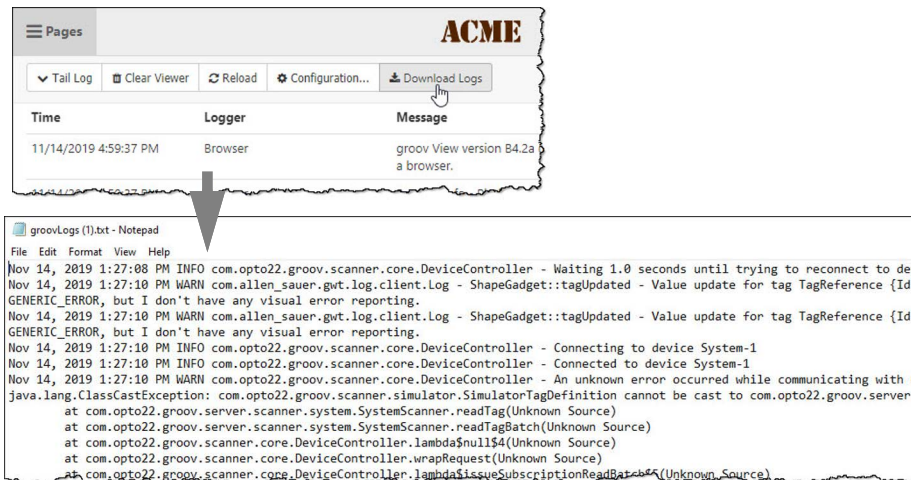 Pages
ACME
Tail Log Clear Viewer Reload Configuration... Download Logs
Time Logger Message
11/14/2019 4:59:37 PM Browser groov View version B4.2a
a browser.
groovLogs (1).txt - Notepad
File Edit Format View Help
Nov 14, 2019 1:27:08 PM INFO com.opto22.groov.scanner.core.DeviceController - Waiting 1.0 seconds until trying to reconnect to de
Nov 14, 2019 1:27:10 PM WARN com.allen_sauer.gwt.log.client.Log - ShapeGadget::tagUpdated - Value update for tag TagReference {Id
GENERIC_ERROR, but I don't have any visual error reporting.
Nov 14, 2019 1:27:10 PM WARN com.allen_sauer.gwt.log.client.Log - ShapeGadget::tagUpdated - Value update for tag TagReference {Id
GENERIC_ERROR, but I don't have any visual error reporting.
Nov 14, 2019 1:27:10 PM INFO com.opto22.groov.scanner.core.DeviceController - Connecting to device System-1
Nov 14, 2019 1:27:10 PM INFO com.opto22.groov.scanner.core.DeviceController - Connected to device System-1
Nov 14, 2019 1:27:10 PM WARN com.opto22.groov.scanner.core.DeviceController - An unknown error occurred while communicating with
java.lang.ClassCastException: com.opto22.groov.scanner.simulator.SimulatorTagDefinition cannot be cast to com.opto22.groov.server
at com.opto22.groov.server.scanner.system.SystemScanner.readTag(Unknown Source)
at com.opto22.groov.server.scanner.system.SystemScanner.readTagBatch(Unknown Source)
at com.opto22.groov.scanner.core.DeviceController.lambda$null$4(Unknown Source)
at com.opto22.groov.scanner.core.DeviceController.wrapRequest(Unknown Source)
at com.opto22.groov.scanner.core.DeviceController.lambda$issueSubscriptionReadBatch$5(Unknown Source)